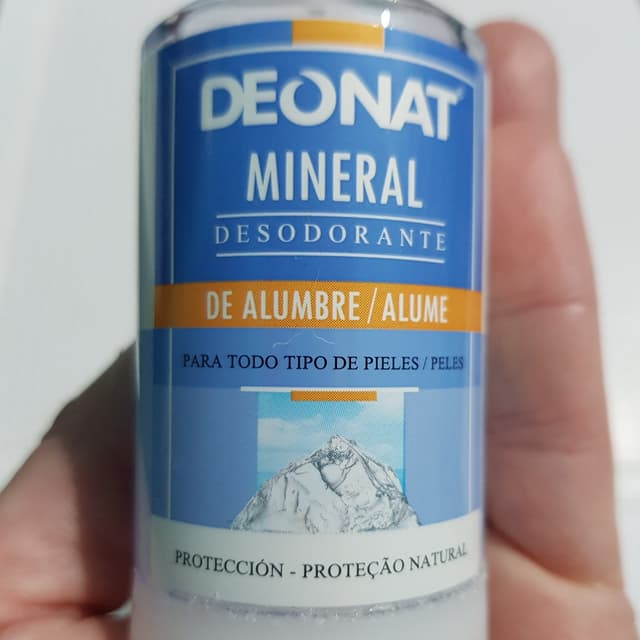 DEONAT
MINERAL
DESODORANTE
DE ALUMBRE / ALUME
PARA TODO TIPO DE PIELES / PELES
PROTECCIÓN - PROTEÇÃO NATURAL